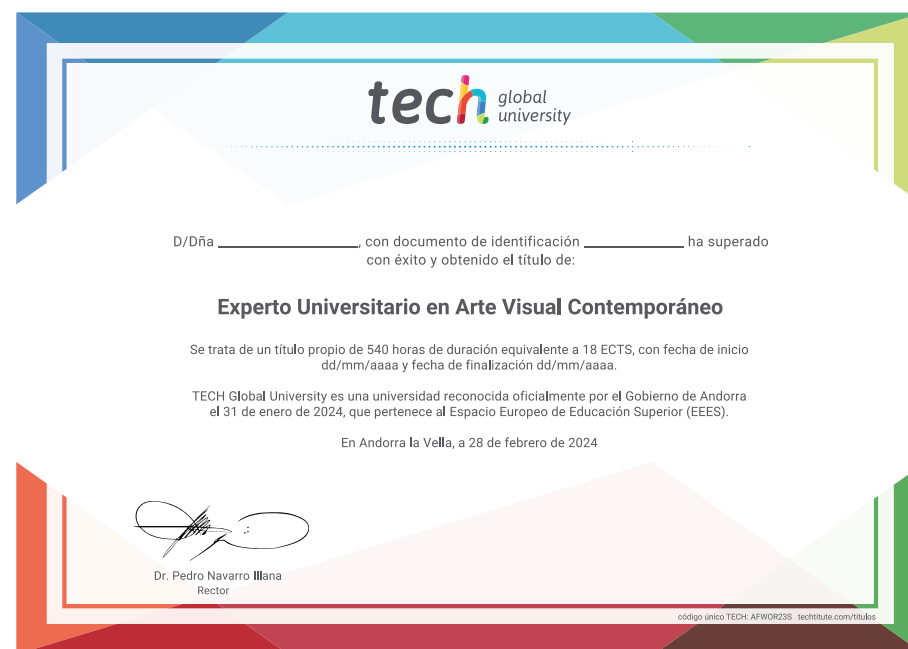 tech global
university
D/Dña ____________________, con documento de identificación ______________ ha superado
con éxito y obtenido el título de:
Experto Universitario en Arte Visual Contemporáneo
Se trata de un título propio de 540 horas de duración equivalente a 18 ECTS, con fecha de inicio
dd/mm/aaaa y fecha de finalización dd/mm/aaaa.
TECH Global University es una universidad reconocida oficialmente por el Gobierno de Andorra
el 31 de enero de 2024, que pertenece al Espacio Europeo de Educación Superior (EEES).
En Andorra la Vella, a 28 de febrero de 2024
Dr. Pedro Navarro Illana
Rector
código único TECH: AFWOR23S techtitute.com/titulos